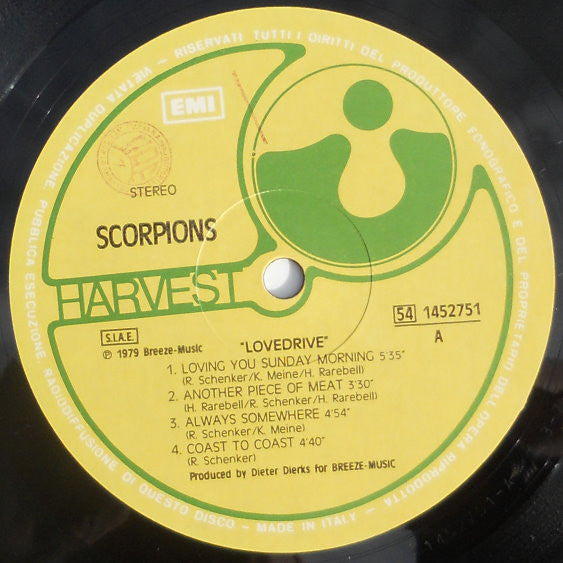 VIETATA DUPLICAZIONE, PUBBLICA ESECUZIONE, RADIODIFFUSIONE DI QUESTO DISCO – MADE IN ITALY – RISERVATI TUTTI I DIRITTI DEL PRODUTTORE FONOGRAFICO E DEL PROPRIETARIO DELL'OPERA RIPRODOTTA
EMI
STEREO
SCORPIONS
HARVEST
S.I.A.E.
℗ 1979 Breeze-Music
"LOVEDRIVE"
54 1452751
A
1. LOVING YOU SUNDAY MORNING 5'35"
(R. Schenker/K. Meine/H. Rarebell)
2. ANOTHER PIECE OF MEAT 3'30"
(H. Rarebell/R. Schenker/H. Rarebell)
3. ALWAYS SOMEWHERE 4'54"
(R. Schenker/K. Meine)
4. COAST TO COAST 4'40"
(R. Schenker)
Produced by Dieter Dierks for BREEZE-MUSIC